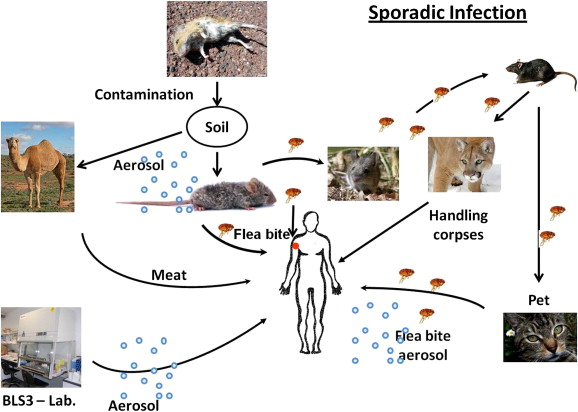 Sporadic Infection
Contamination
Soil
Aerosol
Flea bite
Handling
corpses
Meat
Pet
Flea bite
aerosol
BLS3 – Lab.
Aerosol